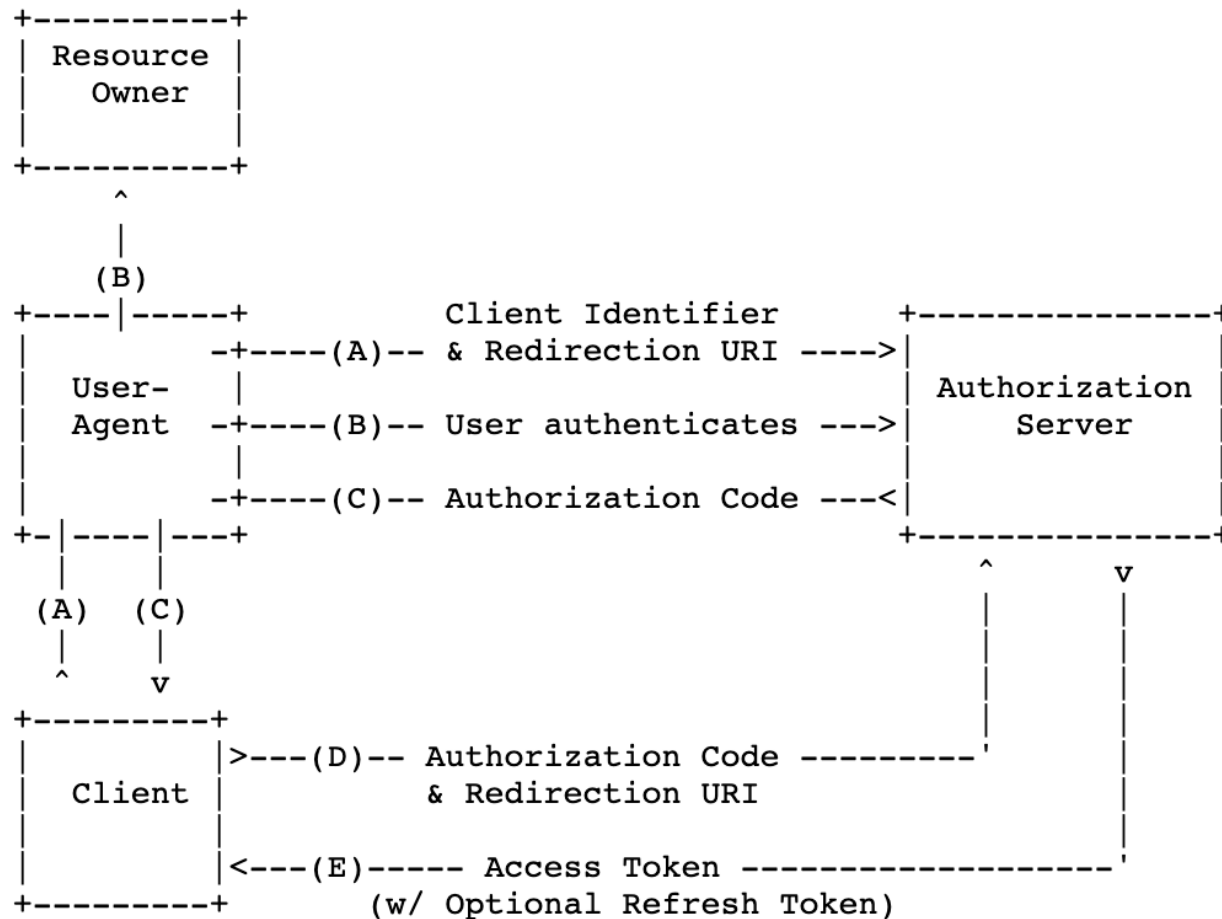 +----------+
| Resource |
|   Owner  |
|          |
+----------+
     ^
     |
    (B)
+----|-----+          Client Identifier      +---------------+
|         -+----(A)-- & Redirection URI ---->|               |
|  User-   |                                 | Authorization |
|  Agent  -+----(B)-- User authenticates --->|     Server    |
|          |                                 |               |
|         -+----(C)-- Authorization Code ---<|               |
+-|----|---+                                 +---------------+
  |    |                                         ^      v
 (A)  (C)                                        |      |
  |    |                                         |      |
  ^    v                                         |      |
+---------+                                      |      |
|         |>---(D)-- Authorization Code ---------'      |
|  Client |          & Redirection URI                  |
|         |                                             |
|         |<---(E)----- Access Token -------------------'
+---------+       (w/ Optional Refresh Token)